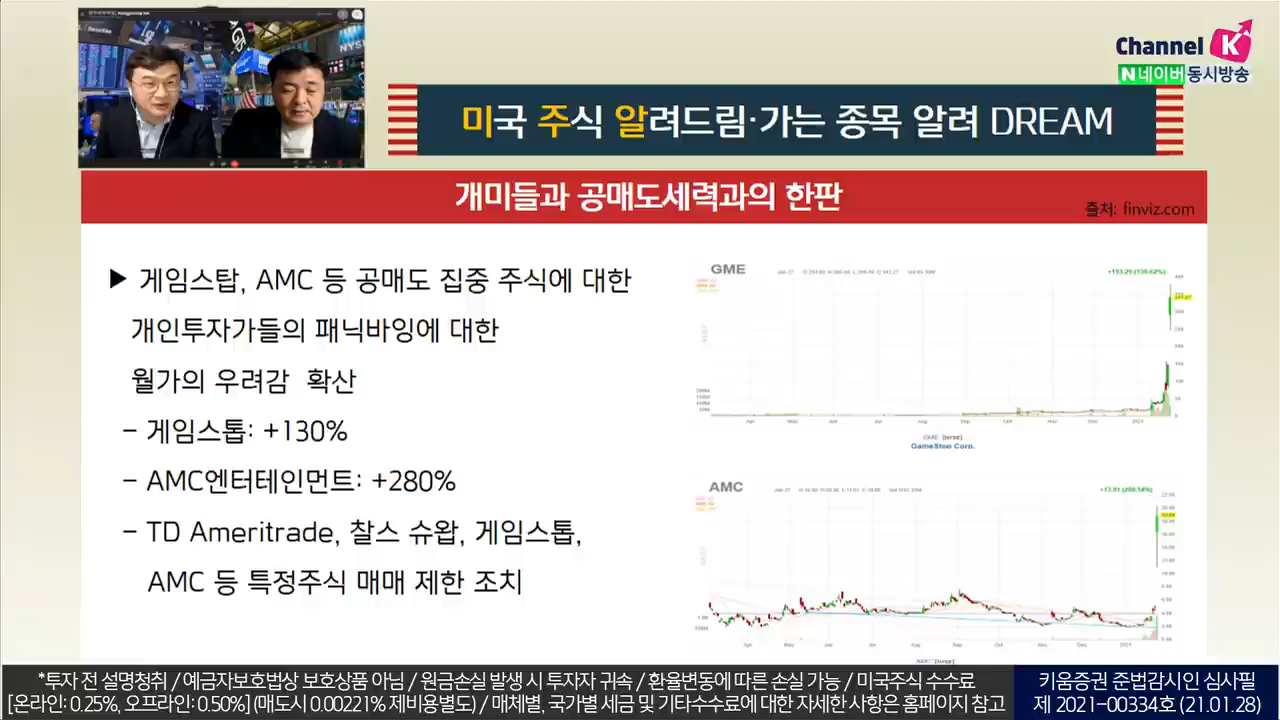 Channel K
N 네이버 동시방송
미국 주식 알려드림·가는 종목 알려 DREAM
개미들과 공매도세력과의 한판
출처: finviz.com
▶ 게임스탑, AMC 등 공매도 집중 주식에 대한
개인투자가들의 패닉바잉에 대한
월가의 우려감 확산
- 게임스톱: +130%
- AMC엔터테인먼트: +280%
- TD Ameritrade, 찰스 슈왑, 게임스톱,
AMC 등 특정주식 매매 제한 조치
GME
+193.29 (130.62%)
GameStop Corp.
AMC
*투자 전 설명청취 / 예금자보호법상 보호상품 아님 / 원금손실 발생 시 투자자 귀속 / 환율변동에 따른 손실 가능 / 미국주식 수수료
[온라인: 0.25%, 오프라인: 0.50%] (매도시 0.00221% 제비용별도) / 매체별, 국가별 세금 및 기타수수료에 대한 자세한 사항은 홈페이지 참고
키움증권 준법감시인 심사필
제 2021-00334호 (21.01.28)